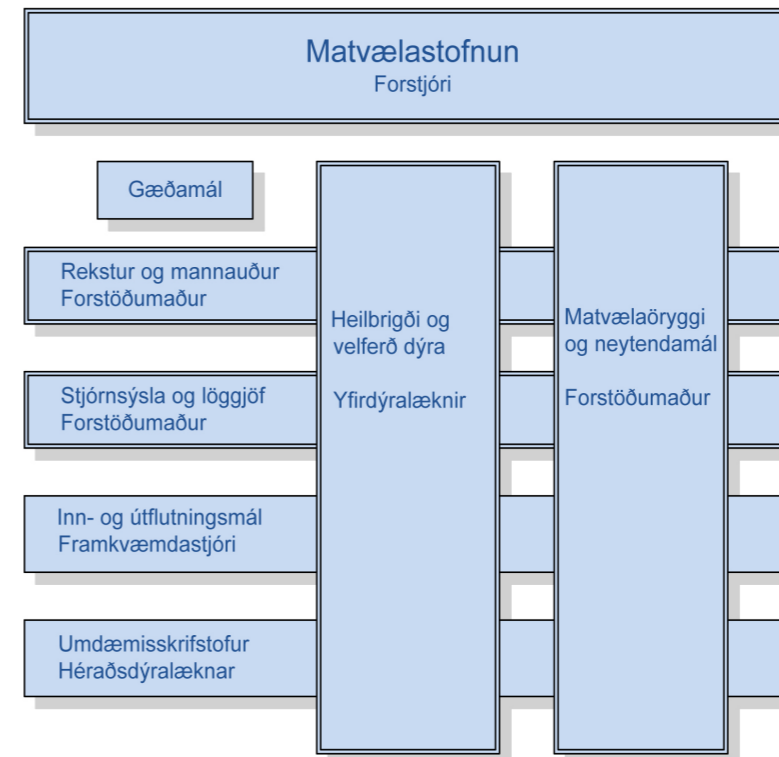 Matvælastofnun
Forstjóri
Gæðamál
Rekstur og mannauður
Forstöðumaður
Heilbrigði og
velferð dýra
Yfirdýralæknir
Matvælaöryggi
og neytendamál
Forstöðumaður
Stjórnsýsla og löggjöf
Forstöðumaður
Inn- og útflutningsmál
Framkvæmdastjóri
Umdæmisskrifstofur
Héraðsdýralæknar